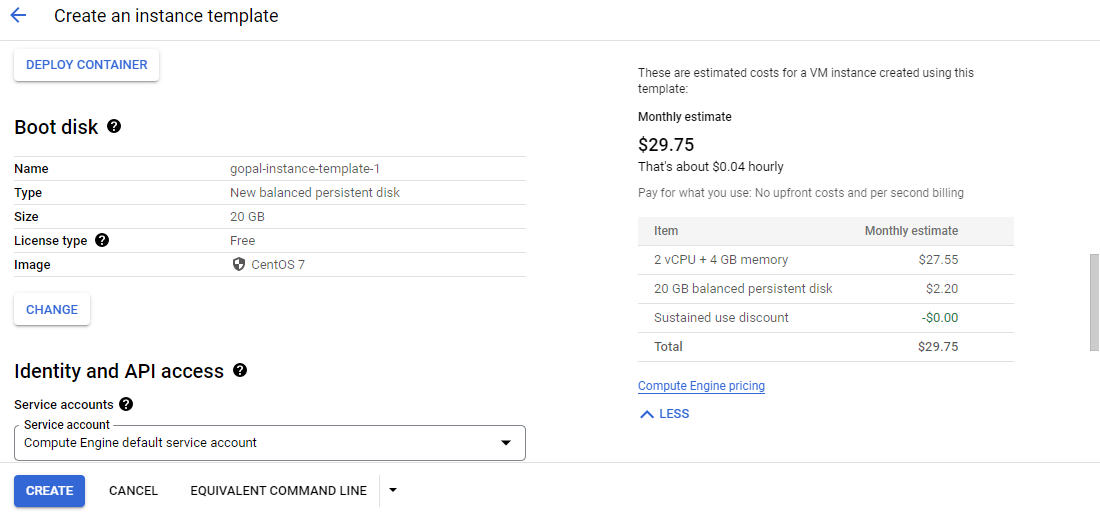 Create an instance template
DEPLOY CONTAINER
Boot disk
Name gopal-instance-template-1
Type New balanced persistent disk
Size 20 GB
License type Free
Image CentOS 7
CHANGE
Identity and API access
Service accounts
Service account
Compute Engine default service account
CREATE CANCEL EQUIVALENT COMMAND LINE
These are estimated costs for a VM instance created using this
template:
Monthly estimate
$29.75
That's about $0.04 hourly
Pay for what you use: No upfront costs and per second billing
Item Monthly estimate
2 vCPU + 4 GB memory $27.55
20 GB balanced persistent disk $2.20
Sustained use discount -$0.00
Total $29.75
Compute Engine pricing
LESS